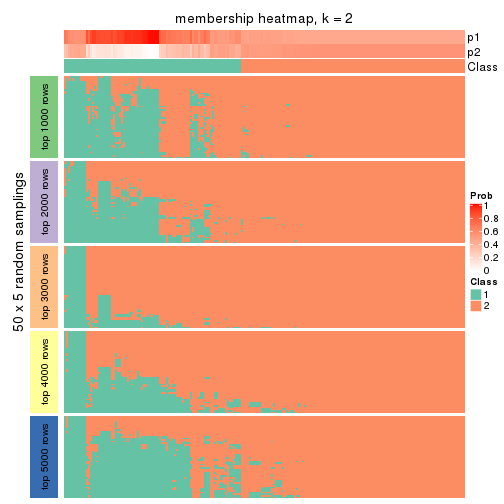 membership heatmap, k = 2
p1
p2
Class
50 x 5 random samplings
top 1000 rows
top 2000 rows
top 3000 rows
top 4000 rows
top 5000 rows
Prob
1
0.8
0.6
0.4
0.2
0
Class
1
2